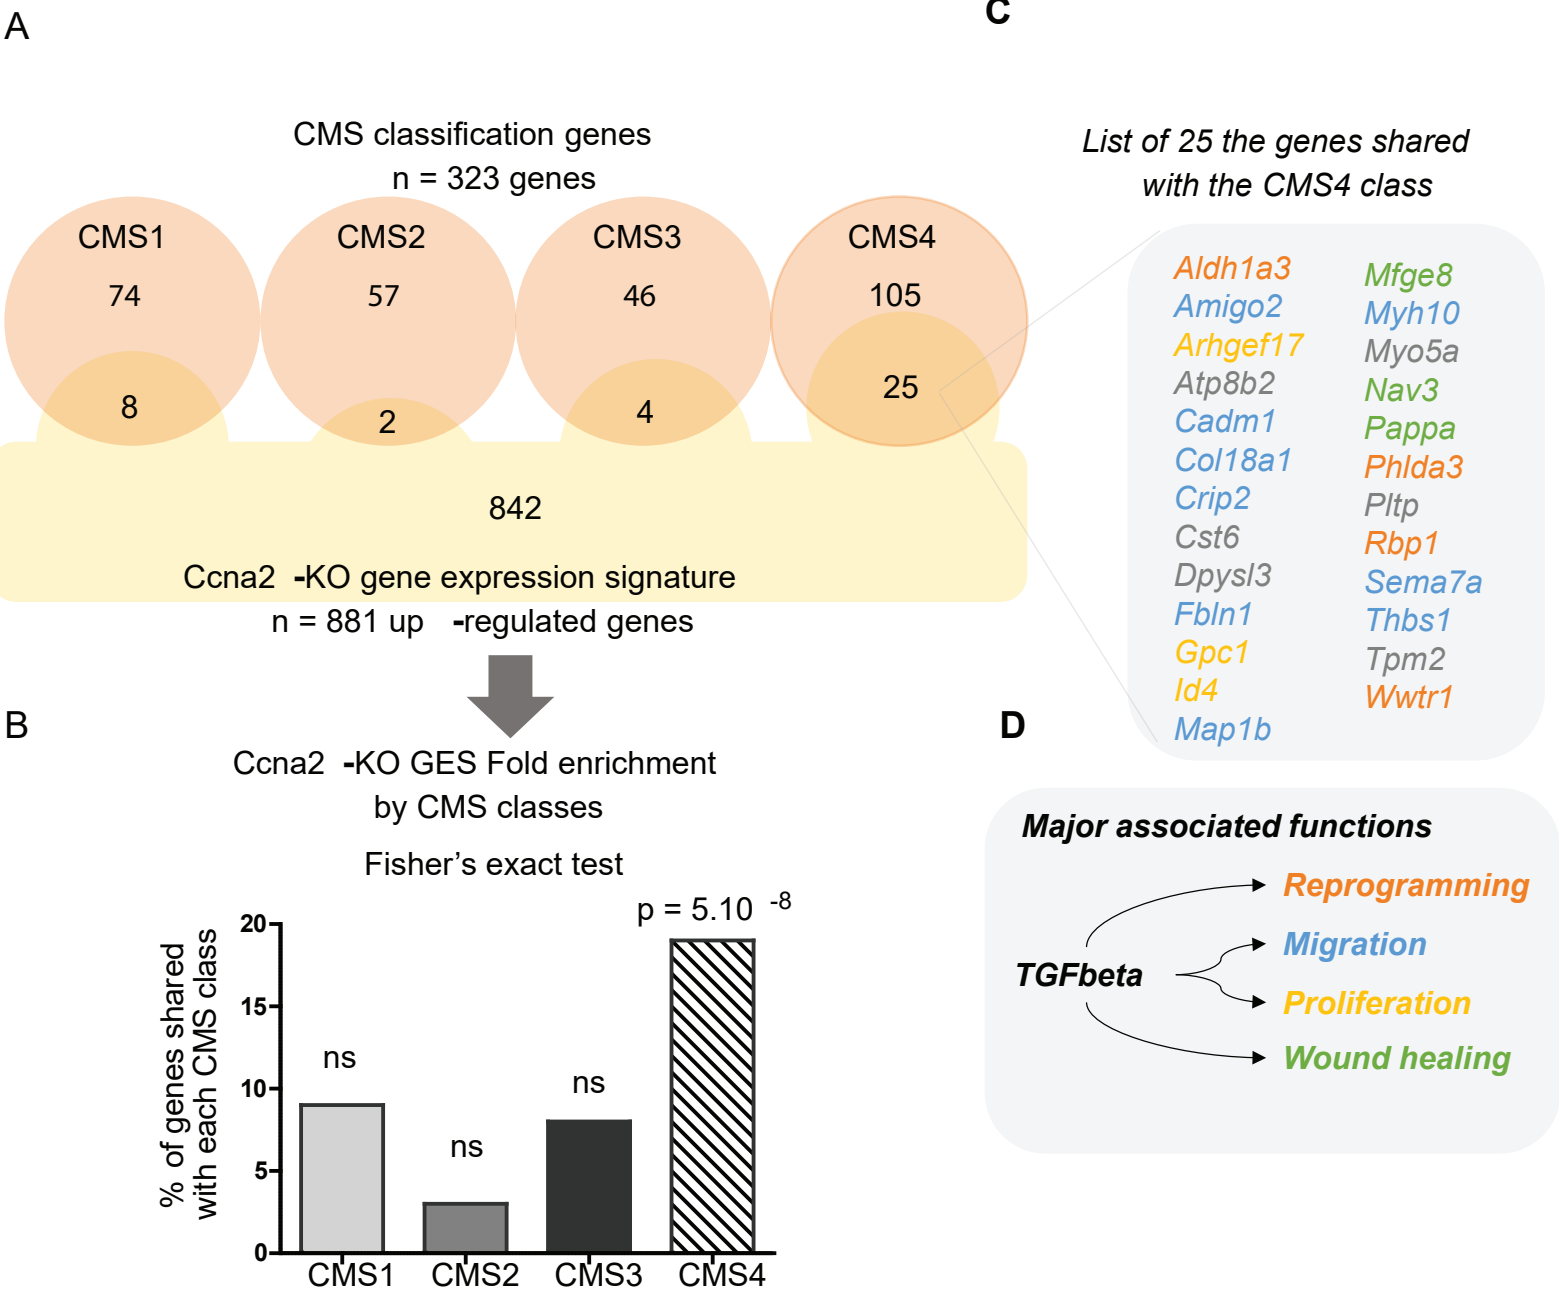 A
CMS classification genes
n = 323 genes
CMS1
CMS2
CMS3
CMS4
74
57
46
105
8
2
4
25
842
Ccna2 -KO gene expression signature
n = 881 up -regulated genes
B
Ccna2 -KO GES Fold enrichment
by CMS classes
Fisher’s exact test
p = 5.10 -8
% of genes shared
with each CMS class
20
15
10
5
0
ns
ns
ns
CMS1
CMS2
CMS3
CMS4
C
List of 25 the genes shared
with the CMS4 class
Aldh1a3
Amigo2
Arhgef17
Atp8b2
Cadm1
Col18a1
Crip2
Cst6
Dpysl3
Fbln1
Gpc1
Id4
Map1b
Mfge8
Myh10
Myo5a
Nav3
Pappa
Phlda3
Pltp
Rbp1
Sema7a
Thbs1
Tpm2
Wwtr1
D
Major associated functions
TGFbeta
Reprogramming
Migration
Proliferation
Wound healing